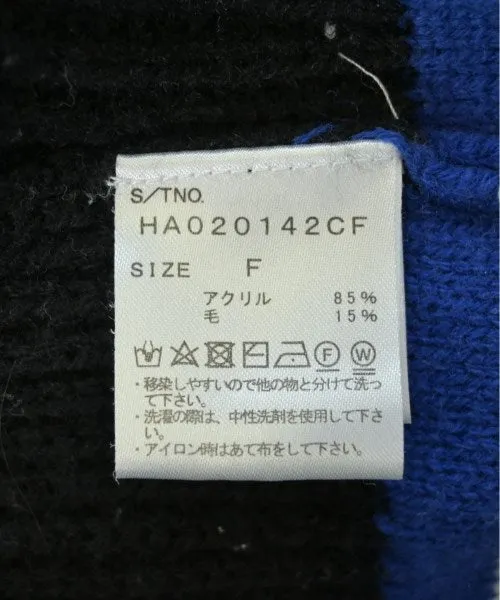 S/TNO.
HA020142CF
SIZE F
アクリル 85%
毛 15%
F W
・移染しやすいので他の物と分けて洗っ
て下さい。
・洗濯の際は、中性洗剤を使用して下さ
い。
・アイロン時はあて布をして下さい。